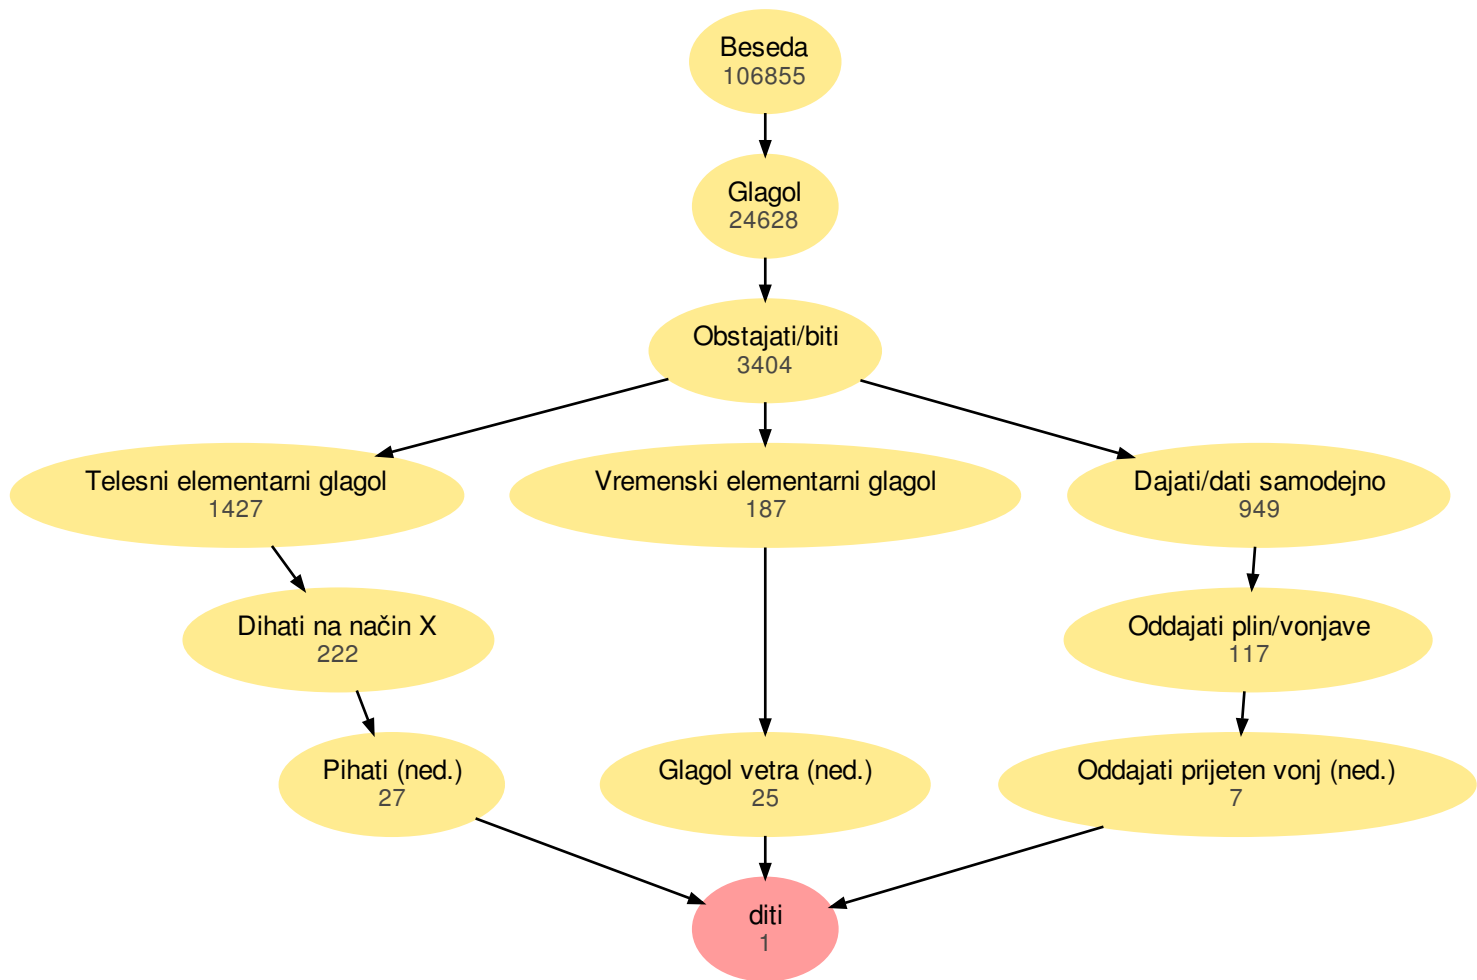 Beseda
106855
Glagol
24628
Obstajati/biti
3404
Telesni elementarni glagol
1427
Vremenski elementarni glagol
187
Dajati/dati samodejno
949
Dihati na način X
222
Oddajati plin/vonjave
117
Pihati (ned.)
27
Glagol vetra (ned.)
25
Oddajati prijeten vonj (ned.)
7
diti
1